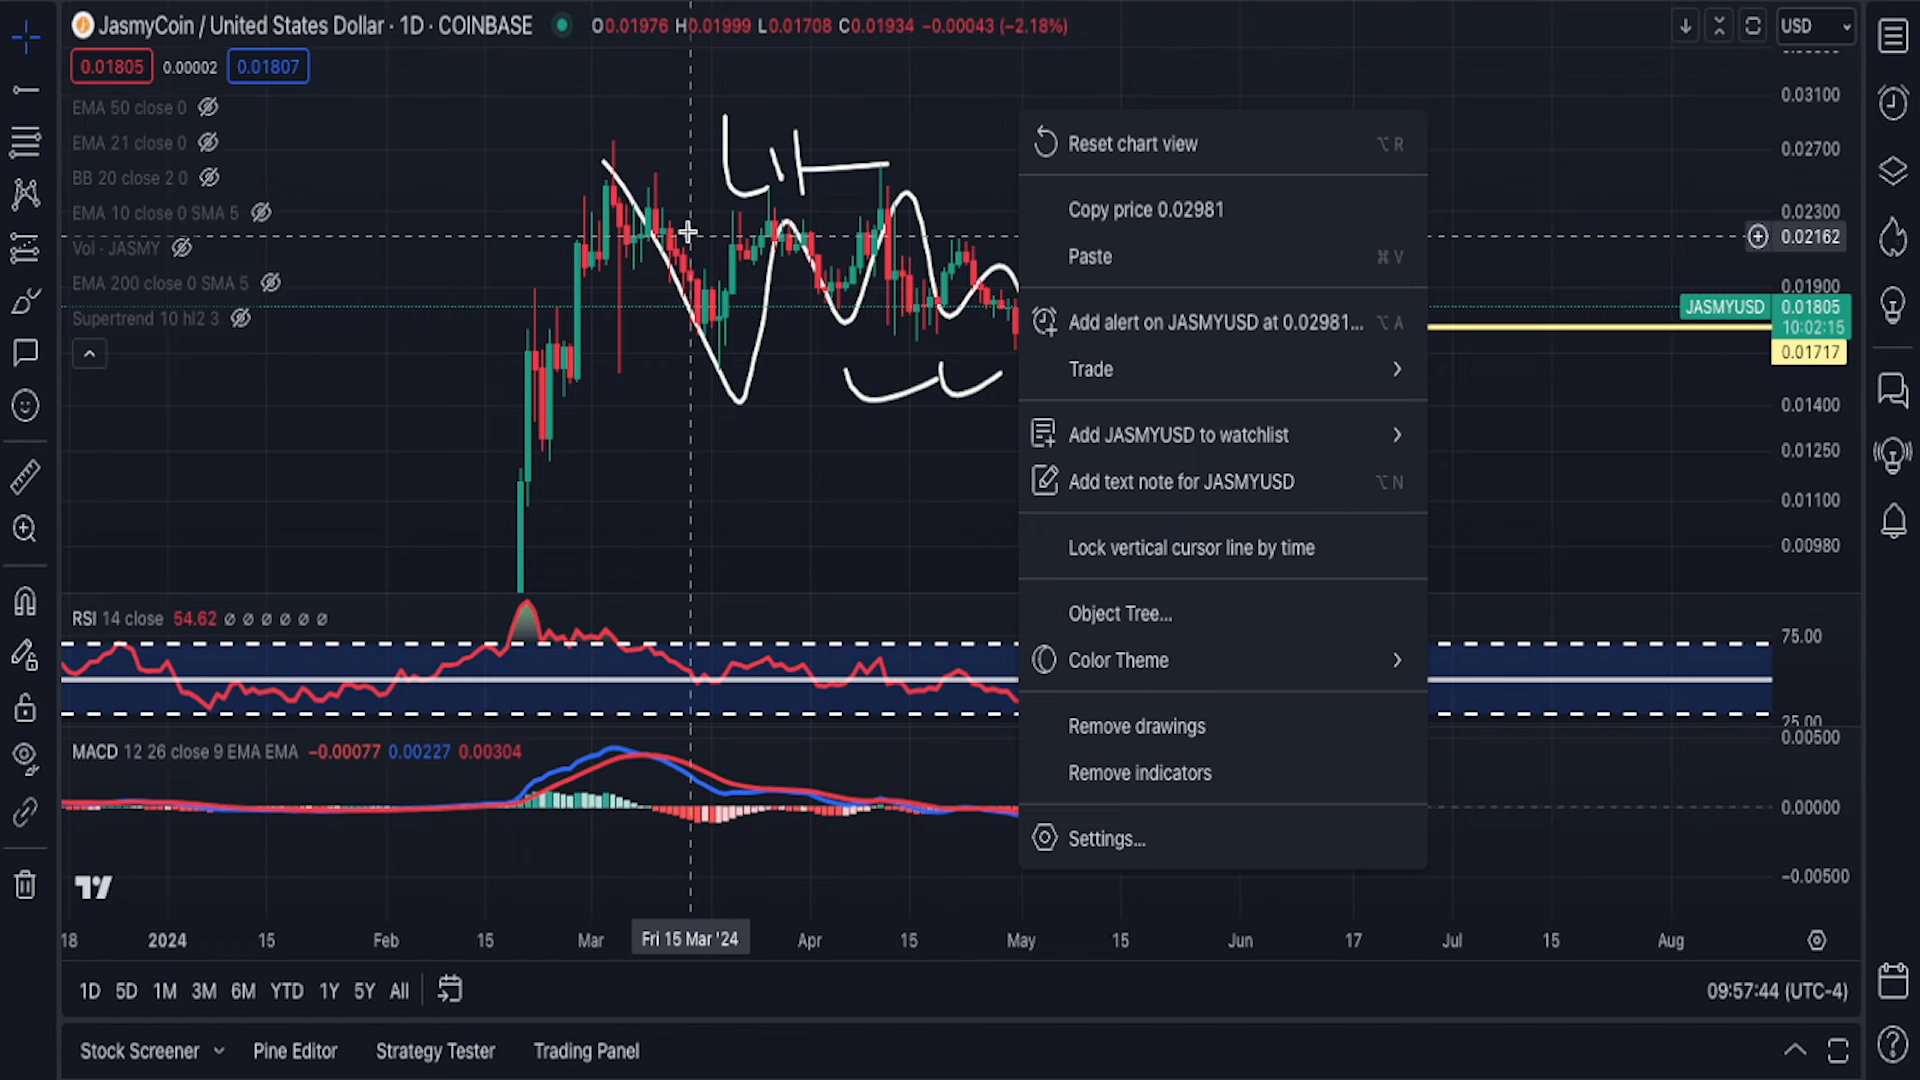 JasmyCoin / United States Dollar · 1D · COINBASE O0.01976 H0.01999 L0.01708 C0.01934 −0.00043 (−2.18%) USD
0.01805 0.00002 0.01807
EMA 50 close 0
EMA 21 close 0
BB 20 close 2 0
EMA 10 close 0 SMA 5
Vol · JASMY
EMA 200 close 0 SMA 5
Supertrend 10 hl2 3
Reset chart view ⌥ R
Copy price 0.02981
Paste ⌘ V
Add alert on JASMYUSD at 0.02981... ⌥ A
Trade
Add JASMYUSD to watchlist
Add text note for JASMYUSD ⌥ N
Lock vertical cursor line by time
Object Tree...
Color Theme
Remove drawings
Remove indicators
Settings...
0.03100
0.02700
0.02300
0.02162
0.01900
JASMYUSD 0.01805
10:02:15
0.01717
0.01400
0.01250
0.01100
0.00980
RSI 14 close 54.62 ∅ ∅ ∅ ∅ ∅ ∅
75.00
25.00
MACD 12 26 close 9 EMA EMA −0.00077 0.00227 0.00304
0.00500
0.00000
−0.00500
18 2024 15 Feb 15 Mar Fri 15 Mar '24 Apr 15 May 15 Jun 17 Jul 15 Aug
1D 5D 1M 3M 6M YTD 1Y 5Y All 09:57:44 (UTC-4)
Stock Screener Pine Editor Strategy Tester Trading Panel